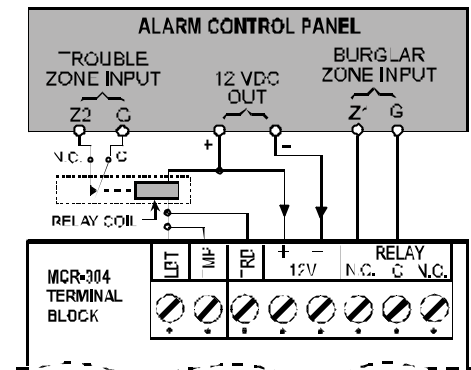 ALARM CONTROL PANEL
TROUBLE ZONE INPUT
12 VDC OUT
BURGLAR ZONE INPUT
Z2 C
Z1 G
+ −
N.C. C
RELAY COIL
MCR-304 TERMINAL BLOCK
+ −
12V
RELAY
N.C. C N.C.